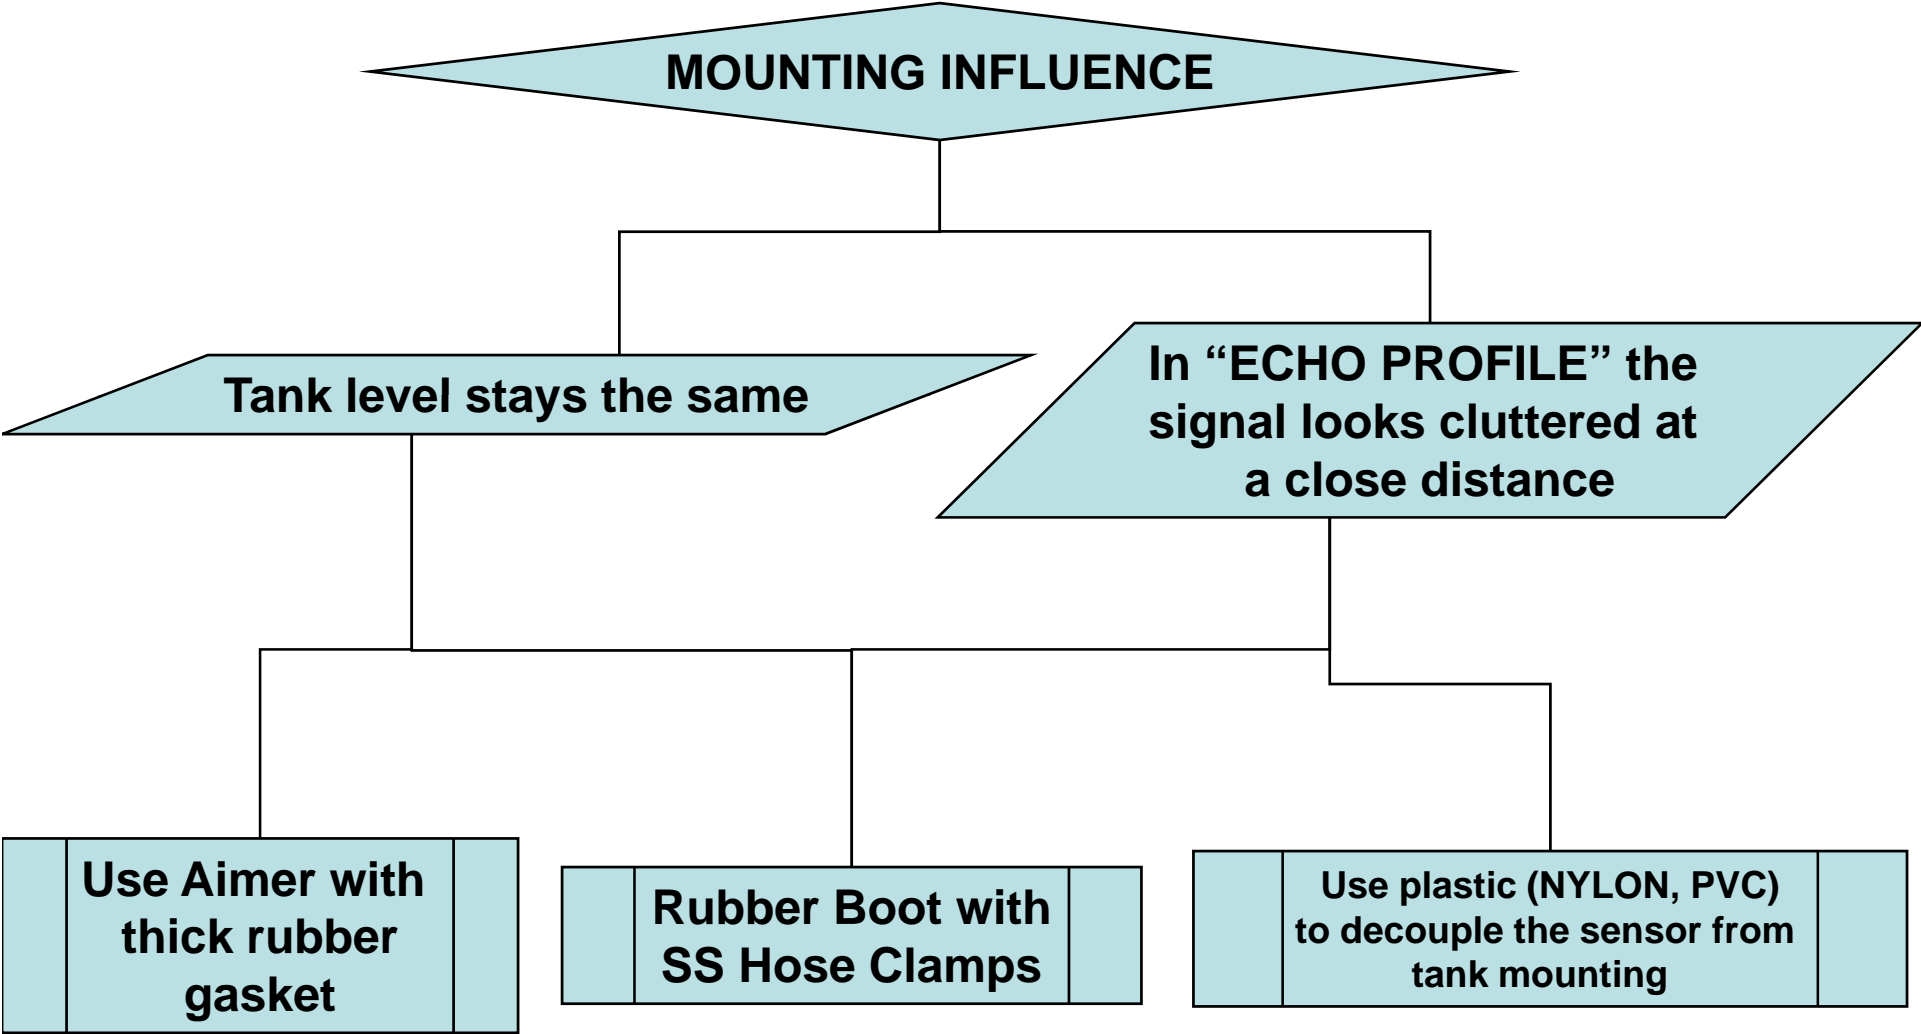 MOUNTING INFLUENCE
Tank level stays the same
In “ECHO PROFILE” the
signal looks cluttered at
a close distance
Use Aimer with
thick rubber
gasket
Rubber Boot with
SS Hose Clamps
Use plastic (NYLON, PVC)
to decouple the sensor from
tank mounting